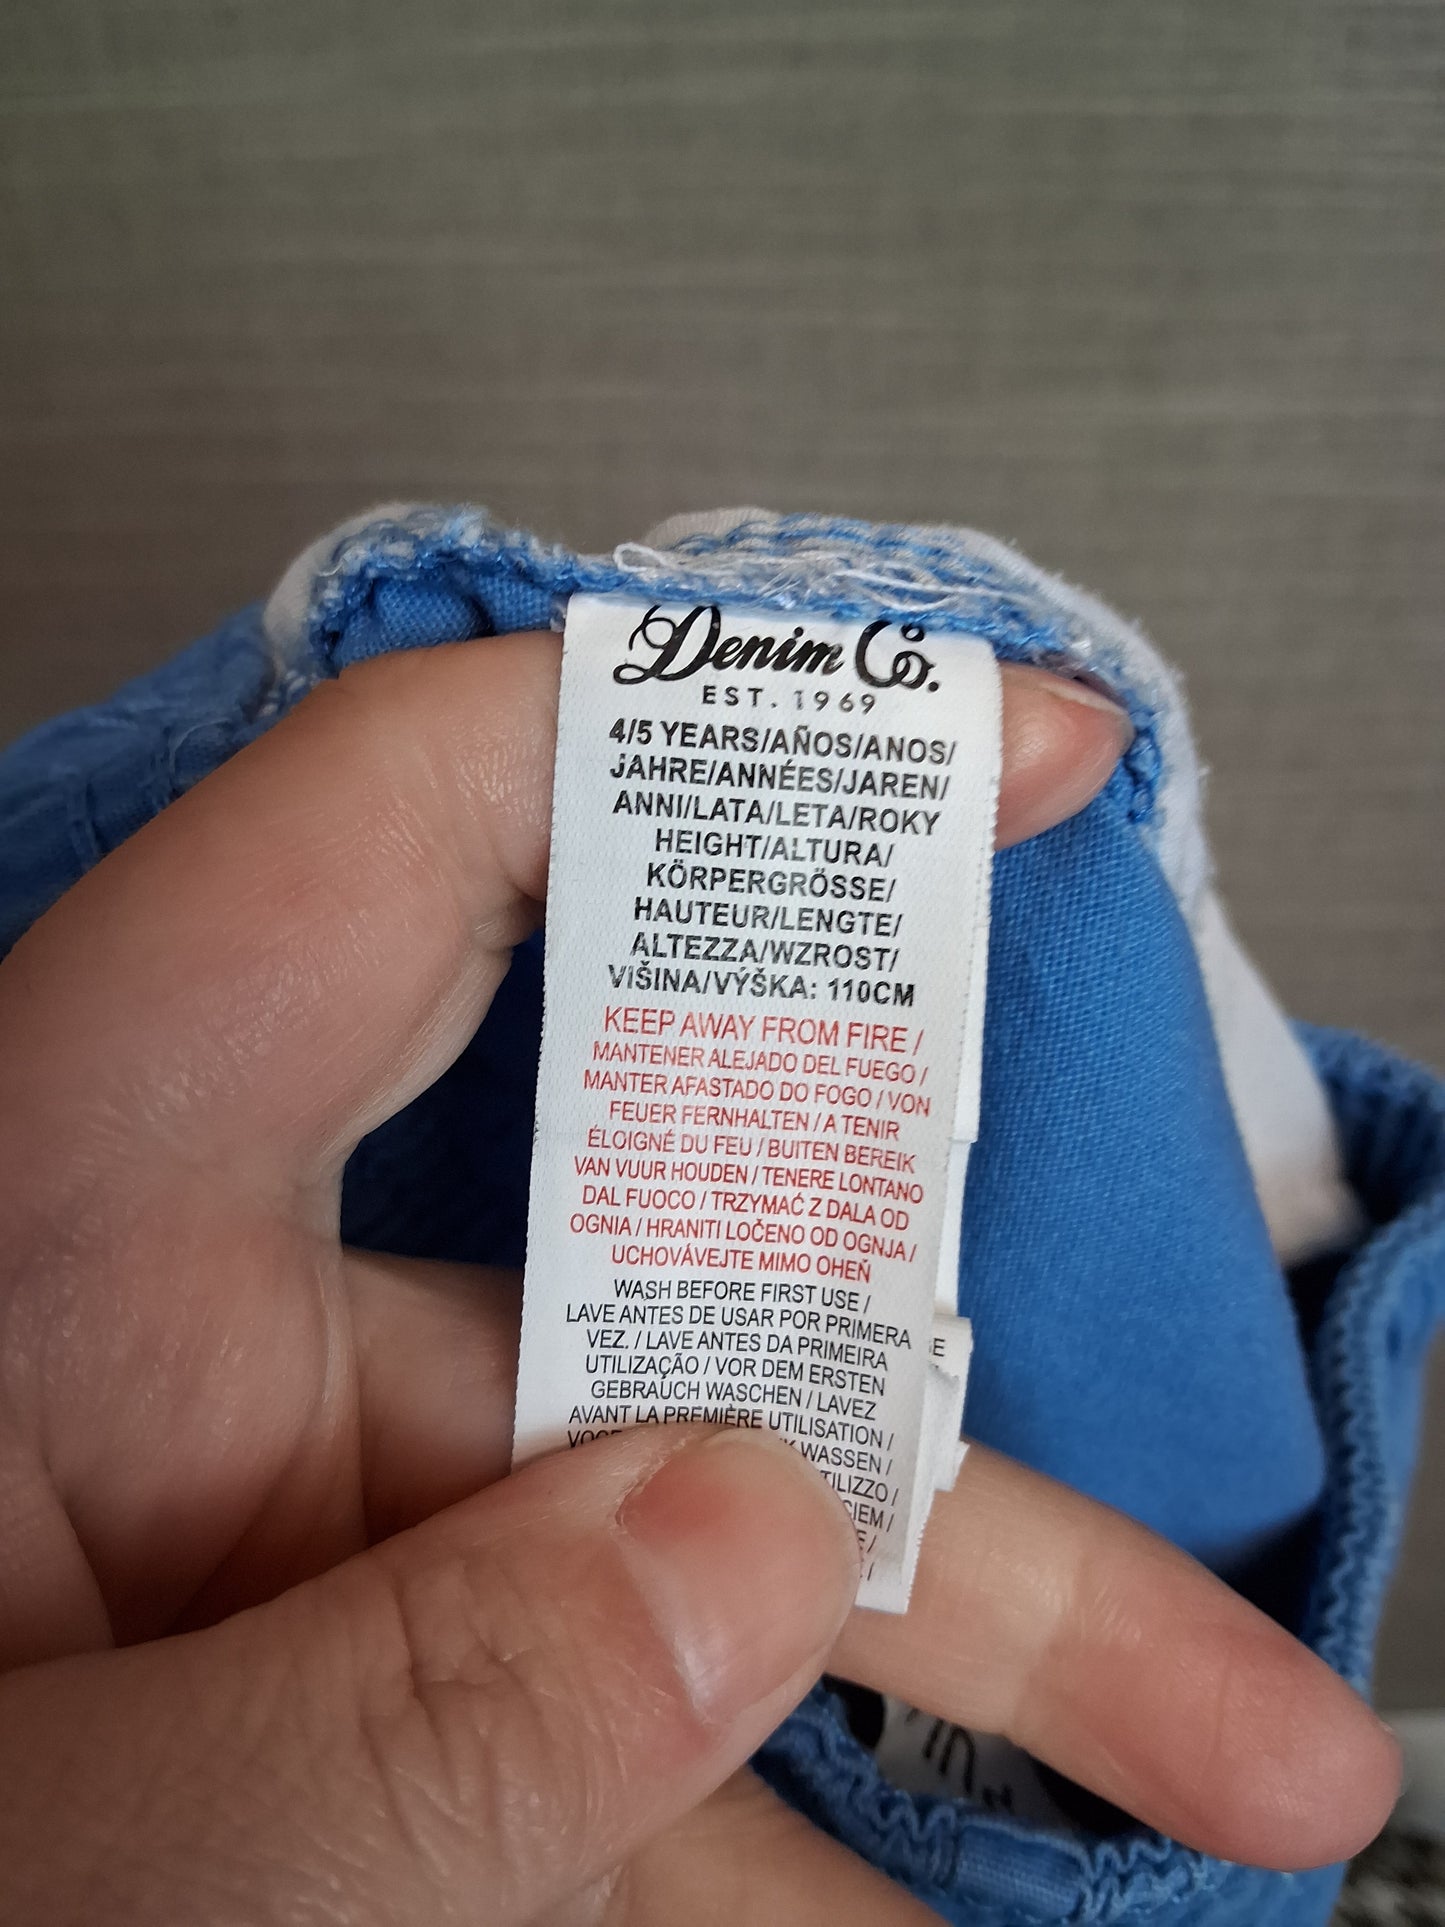 Denim Co.
EST. 1969
4/5 YEARS/AÑOS/ANOS/
JAHRE/ANNÉES/JAREN/
ANNI/LATA/LETA/ROKY
HEIGHT/ALTURA/
KÖRPERGRÖSSE/
HAUTEUR/LENGTE/
ALTEZZA/WZROST/
VIŠINA/VÝŠKA: 110CM
KEEP AWAY FROM FIRE /
MANTENER ALEJADO DEL FUEGO /
MANTER AFASTADO DO FOGO / VON
FEUER FERNHALTEN / A TENIR
ÉLOIGNÉ DU FEU / BUITEN BEREIK
VAN VUUR HOUDEN / TENERE LONTANO
DAL FUOCO / TRZYMAĆ Z DALA OD
OGNIA / HRANITI LOČENO OD OGNJA /
UCHOVÁVEJTE MIMO OHEŇ
WASH BEFORE FIRST USE /
LAVE ANTES DE USAR POR PRIMERA
VEZ. / LAVE ANTES DA PRIMEIRA
UTILIZAÇÃO / VOR DEM ERSTEN
GEBRAUCH WASCHEN / LAVEZ
AVANT LA PREMIÈRE UTILISATION /
WASSEN /